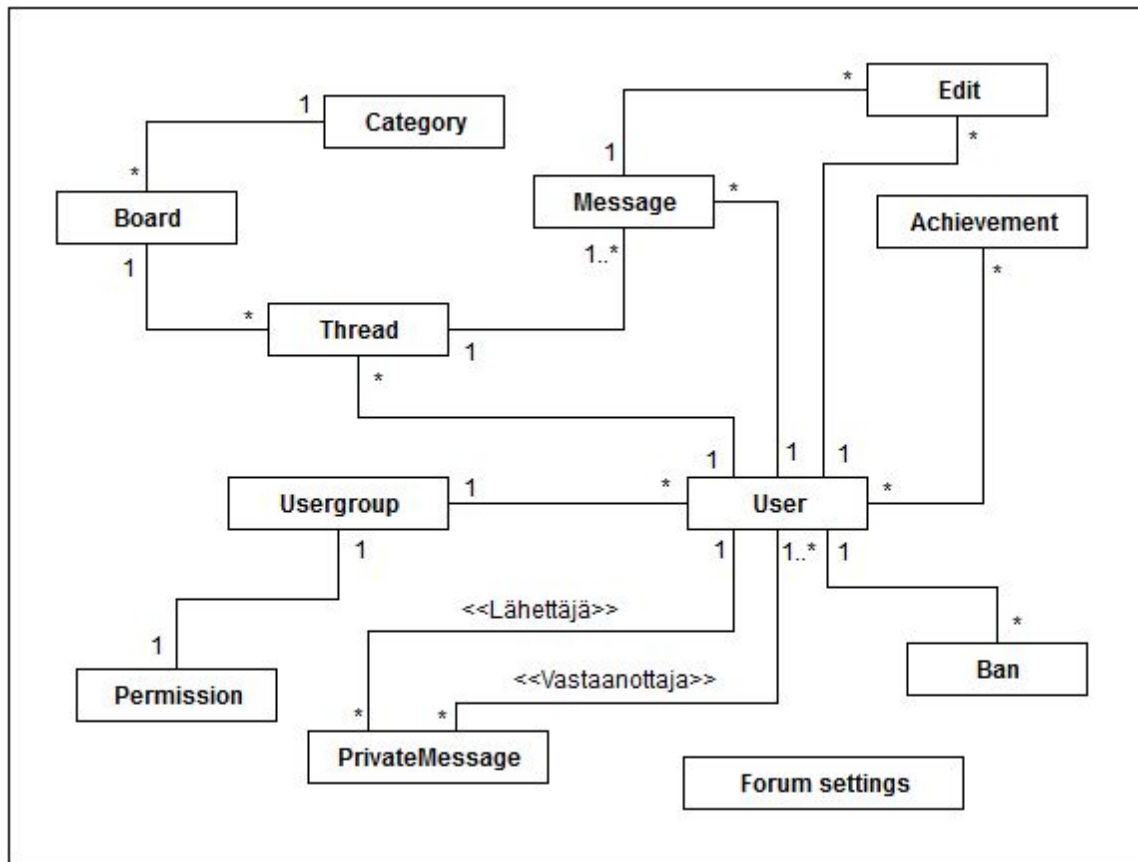 *
Edit
1
Category
*
1
*
Message
*
*
Board
Achievement
1
1..*
*
*
Thread
1
*
1
1
1
Usergroup
1
*
User
*
1
1
1..*
1
<<Lähettäjä>>
1
*
Permission
<<Vastaanottaja>>
Ban
*
*
PrivateMessage
Forum settings